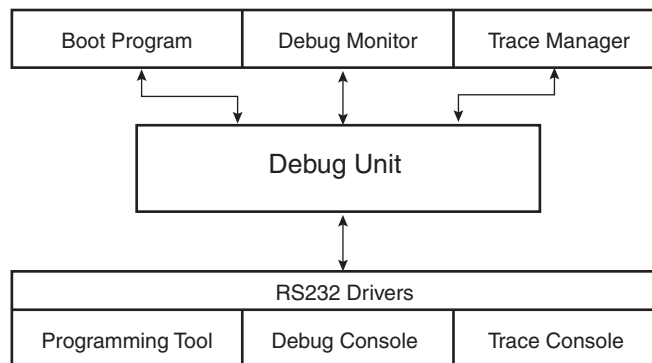 Boot Program
Debug Monitor
Trace Manager
Debug Unit
RS232 Drivers
Programming Tool
Debug Console
Trace Console